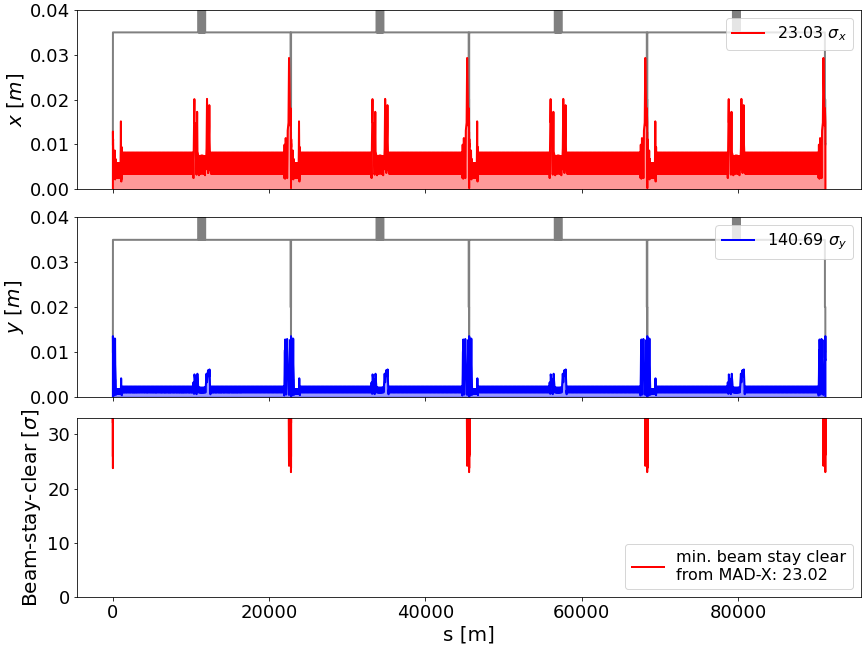 0.04
0.03
0.02
0.01
0.00
x [m]
23.03 σx
0.04
0.03
0.02
0.01
0.00
y [m]
140.69 σy
30
20
10
0
Beam-stay-clear [σ]
min. beam stay clear
from MAD-X: 23.02
0 20000 40000 60000 80000
s [m]